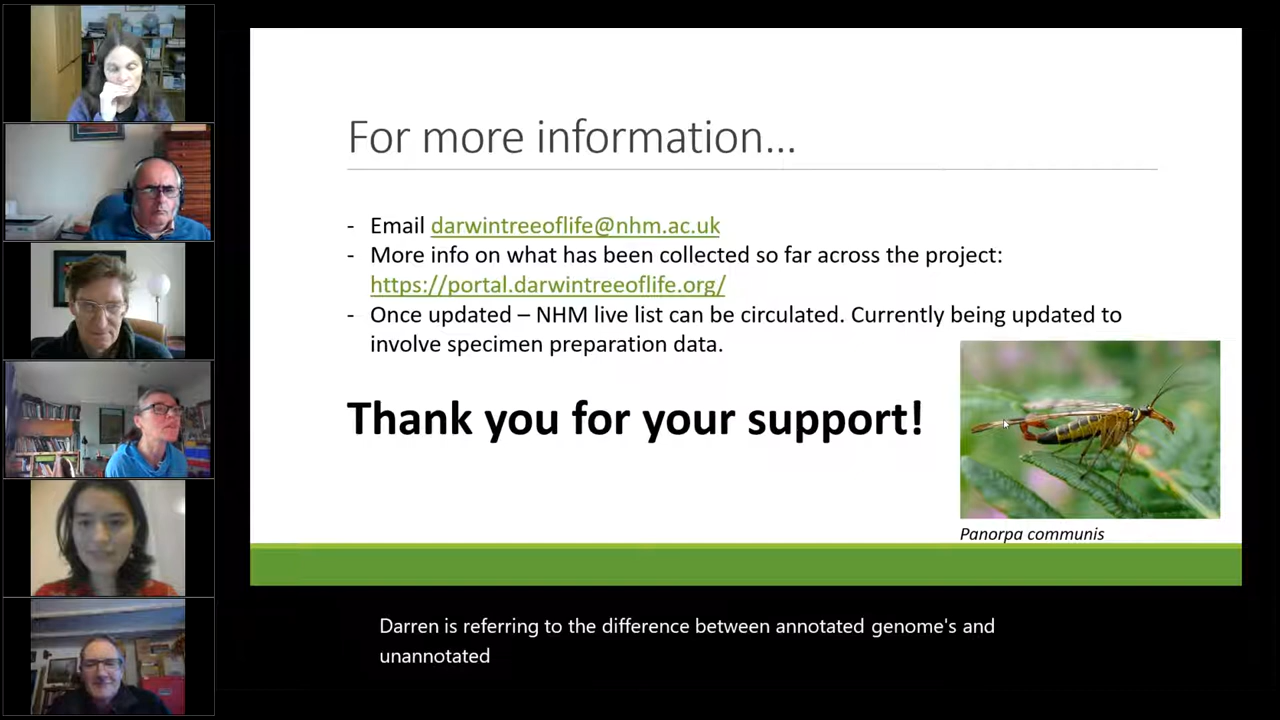 For more information...
- Email darwintreeoflife@nhm.ac.uk
- More info on what has been collected so far across the project:
https://portal.darwintreeoflife.org/
- Once updated – NHM live list can be circulated. Currently being updated to
involve specimen preparation data.
Thank you for your support!
Panorpa communis
Darren is referring to the difference between annotated genome's and
unannotated